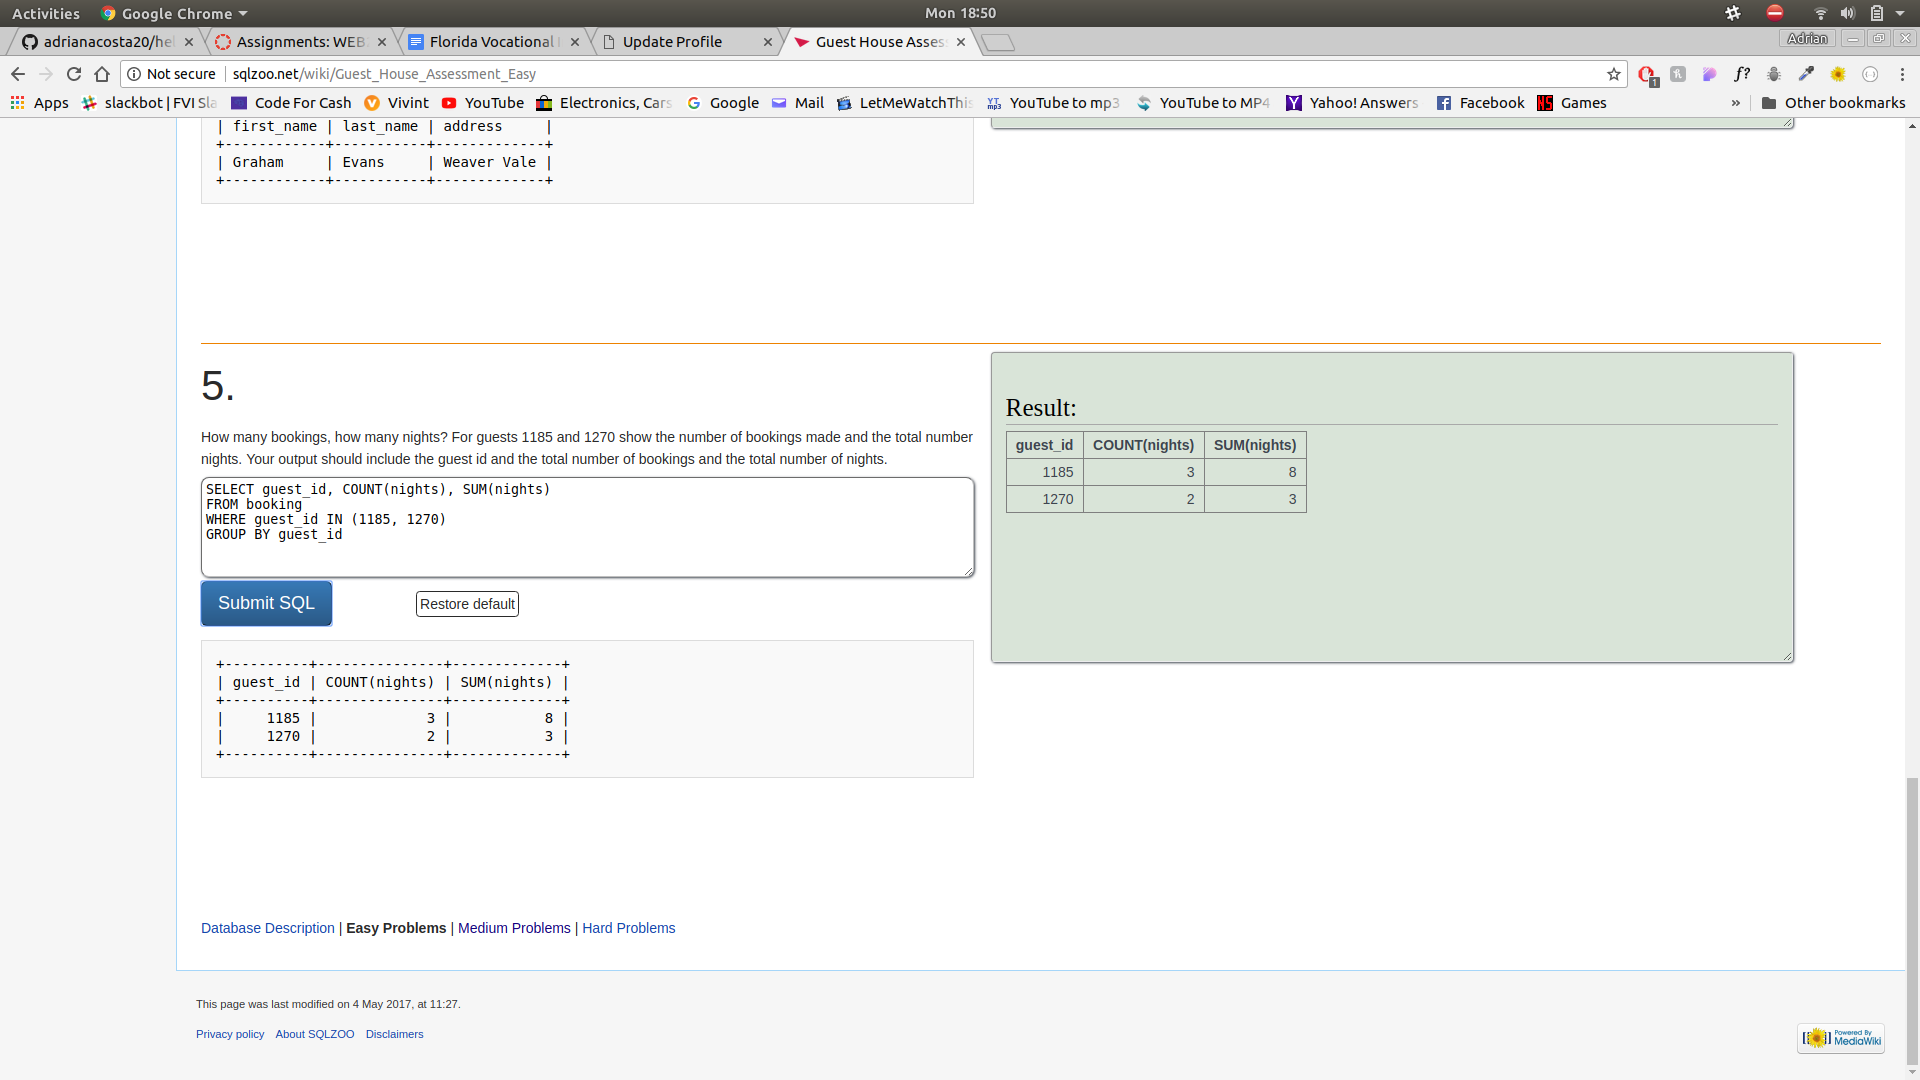 Activities Google Chrome Mon 18:50
adrianacosta20/hel Assignments: WEB Florida Vocational Update Profile Guest House Asses Adrian
Not secure sqlzoo.net/wiki/Guest_House_Assessment_Easy f? 1
Apps slackbot | FVI Sla Code For Cash Vivint YouTube Electronics, Cars Google Mail LetMeWatchThis YT mp3 YouTube to mp3 YouTube to MP4 Yahoo! Answers Facebook NS Games » Other bookmarks
| first_name | last_name | address |
+------------+-----------+-------------+
| Graham | Evans | Weaver Vale |
+------------+-----------+-------------+
5.
How many bookings, how many nights? For guests 1185 and 1270 show the number of bookings made and the total number
nights. Your output should include the guest id and the total number of bookings and the total number of nights.
SELECT guest_id, COUNT(nights), SUM(nights)
FROM booking
WHERE guest_id IN (1185, 1270)
GROUP BY guest_id
Submit SQL Restore default
+----------+---------------+-------------+
| guest_id | COUNT(nights) | SUM(nights) |
+----------+---------------+-------------+
| 1185 | 3 | 8 |
| 1270 | 2 | 3 |
+----------+---------------+-------------+
Result:
guest_id COUNT(nights) SUM(nights)
1185 3 8
1270 2 3
Database Description | Easy Problems | Medium Problems | Hard Problems
This page was last modified on 4 May 2017, at 11:27.
Privacy policy About SQLZOO Disclaimers
Powered By
MediaWiki